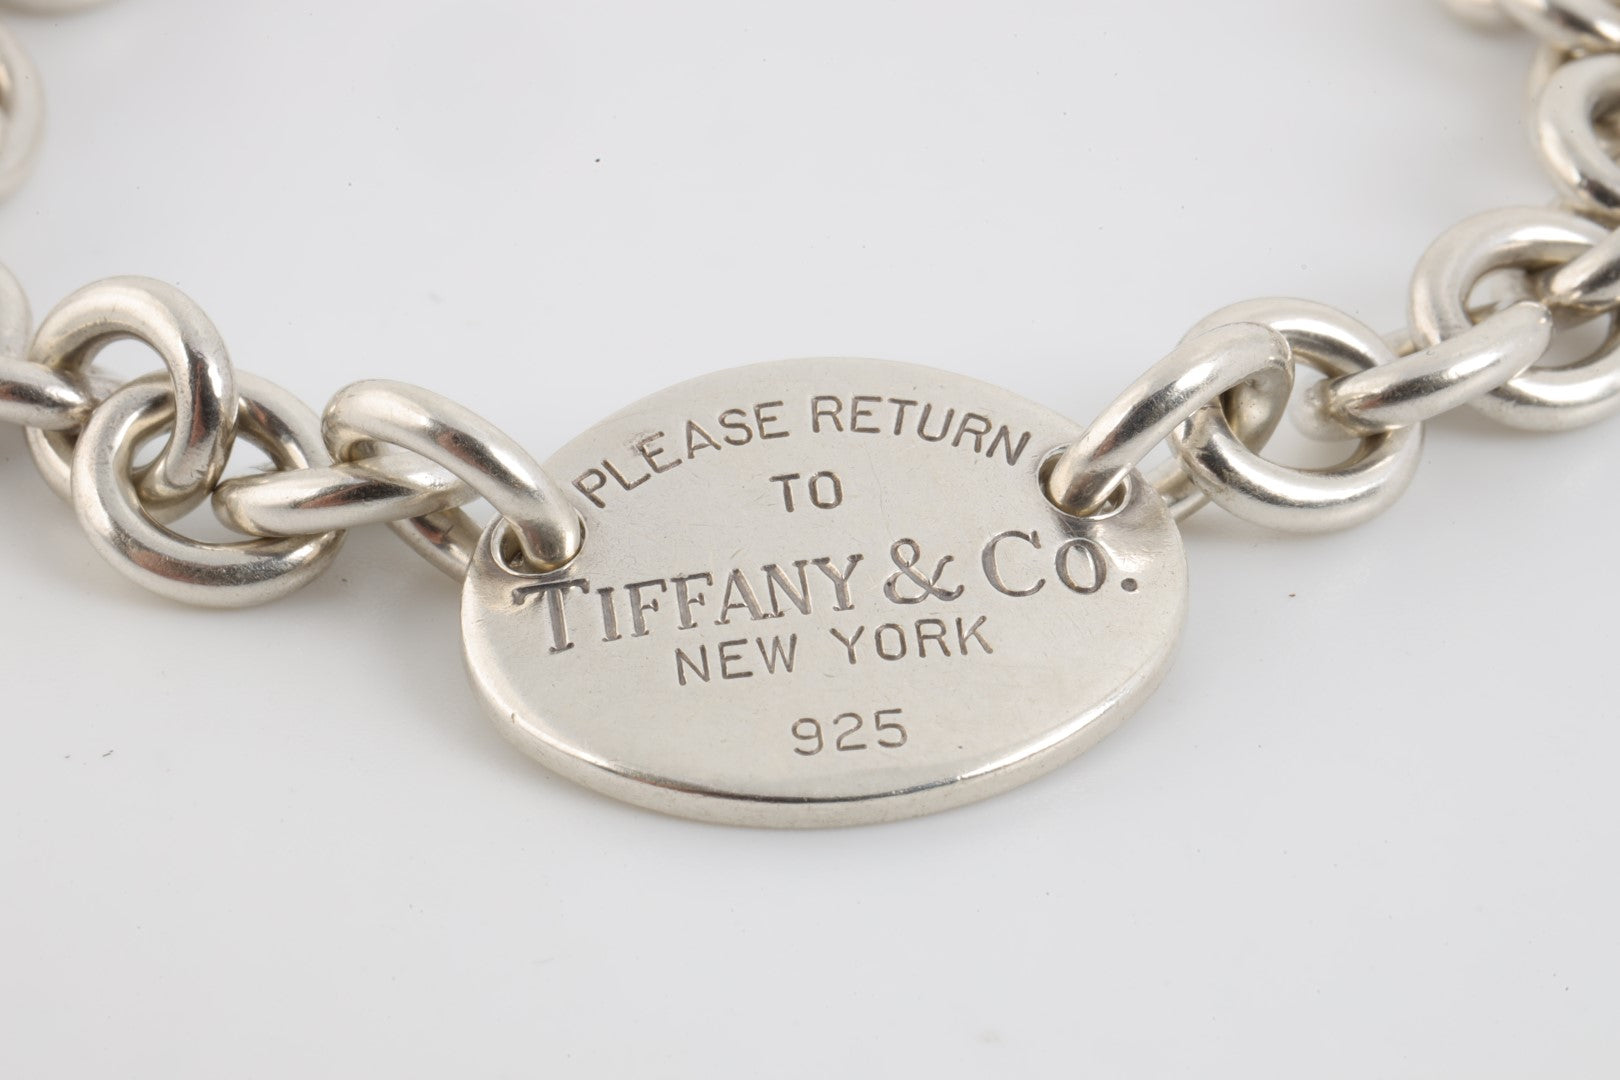 PLEASE RETURN
TO
TIFFANY & Co.
NEW YORK
925